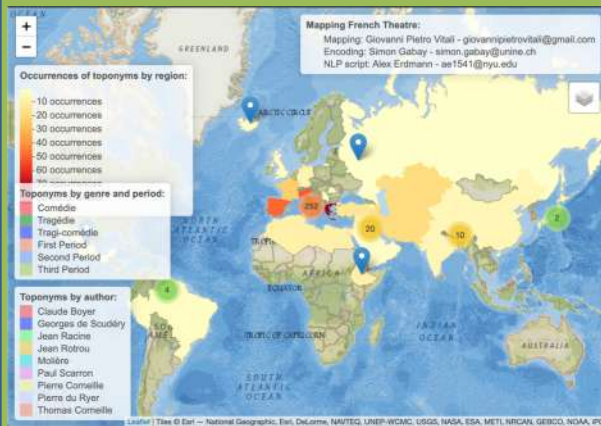 +
−
GREENLAND
Mapping French Theatre:
Mapping: Giovanni Pietro Vitali - giovannipietrovitali@gmail.com
Encoding: Simon Gabay - simon.gabay@unine.ch
NLP script: Alex Erdmann - ae1541@nyu.edu
Occurrences of toponyms by region:
10 occurrences
20 occurrences
30 occurrences
40 occurrences
50 occurrences
60 occurrences
ARCTIC CIRCLE
Toponyms by genre and period:
Comédie
Tragédie
Tragi-comédie
First Period
Second Period
Third Period
NORTH
ATLANTIC
OCEAN
252
20
10
2
4
AFRICA
EQUATOR
Toponyms by author:
Claude Boyer
Georges de Scudéry
Jean Racine
Jean Rotrou
Molière
Paul Scarron
Pierre Corneille
Pierre du Ryer
Thomas Corneille
INDIAN
OCEAN
AUSTRALIA
TROPIC OF CAPRICORN
SOUTH
ATLANTIC
OCEAN
Leaflet | Tiles © Esri — National Geographic, Esri, DeLorme, NAVTEQ, UNEP-WCMC, USGS, NASA, ESA, METI, NRCAN, GEBCO, NOAA, iPC